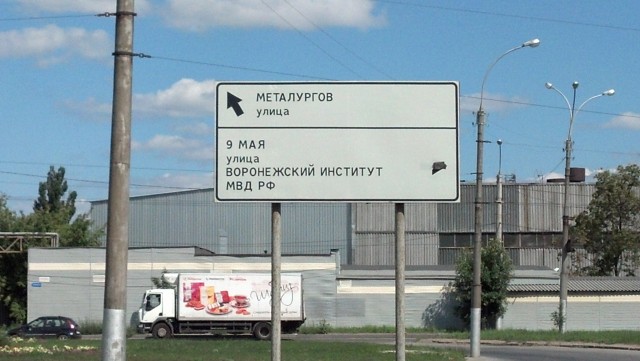 МЕТАЛУРГОВ
улица
9 МАЯ
улица
ВОРОНЕЖСКИЙ ИНСТИТУТ
МВД РФ